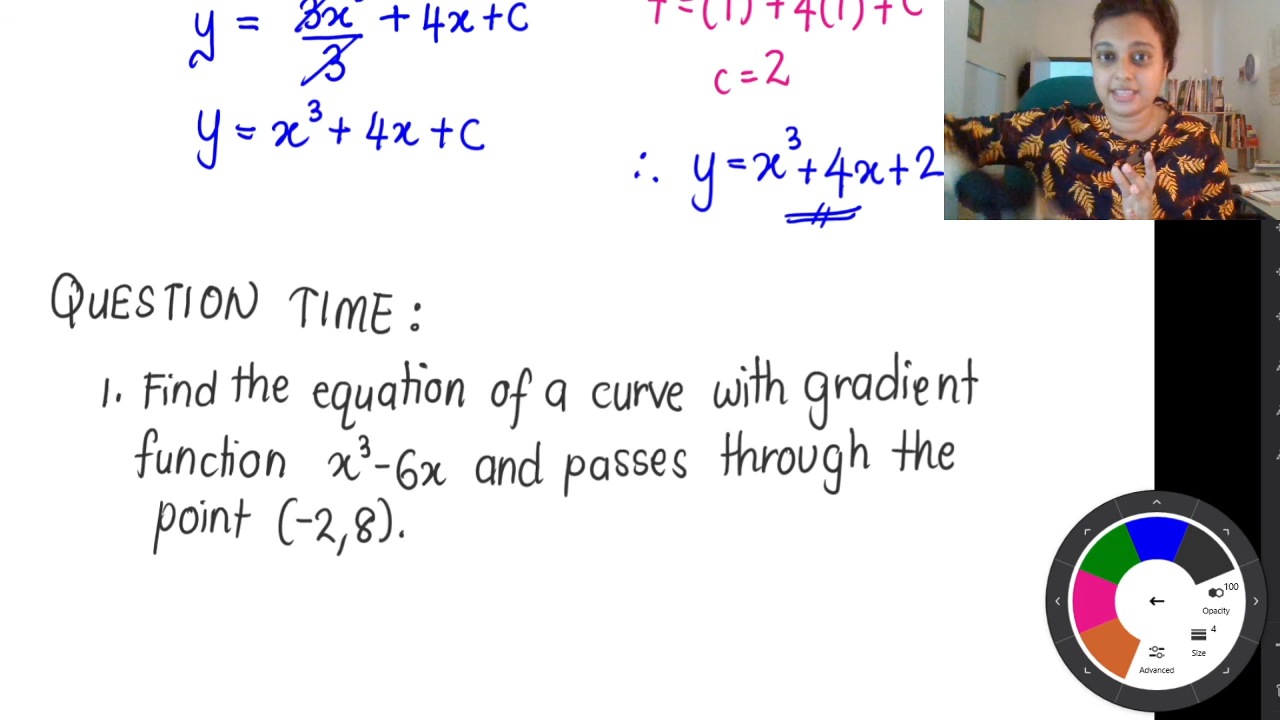 y = 3x/3 + 4x + C
y = x³ + 4x + C
c = 2
∴ y = x³ + 4x + 2
QUESTION TIME :
1. Find the equation of a curve with gradient
function x³-6x and passes through the
point (-2,8).
100
Opacity
4
Size
Advanced